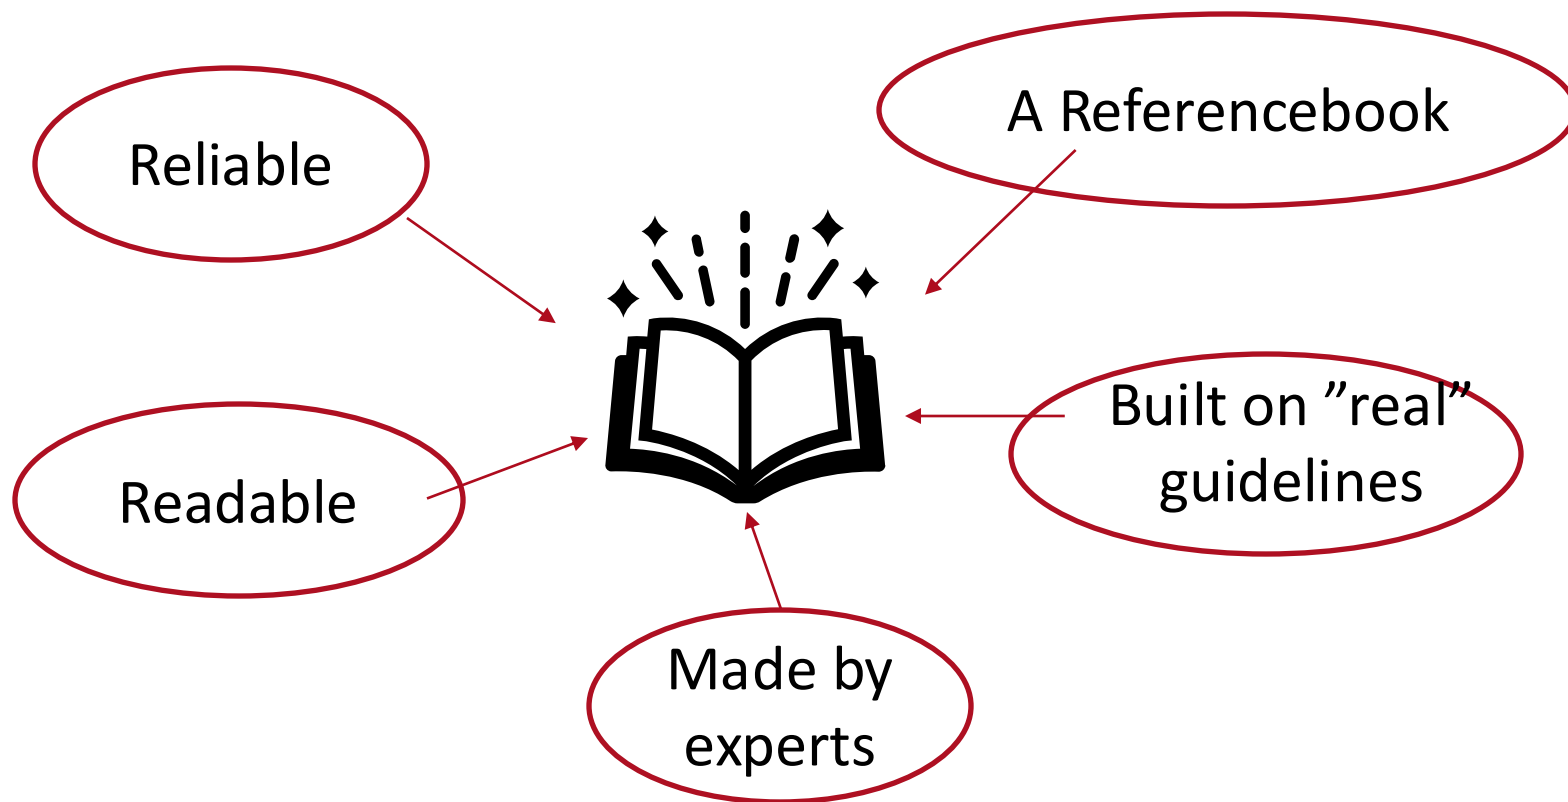 Reliable
A Referencebook
Readable
Built on ”real”
guidelines
Made by
experts